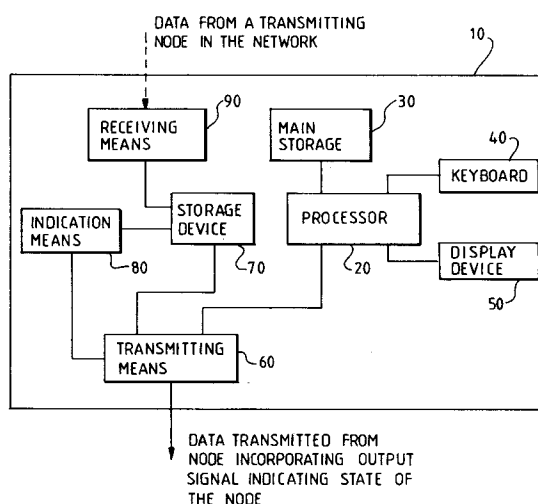 DATA FROM A TRANSMITTING
NODE IN THE NETWORK
10
90
30
RECEIVING
MEANS
MAIN
STORAGE
40
KEYBOARD
INDICATION
MEANS
STORAGE
DEVICE
PROCESSOR
80
70
20
DISPLAY
DEVICE
50
TRANSMITTING
MEANS
60
DATA TRANSMITTED FROM
NODE INCORPORATING OUTPUT
SIGNAL INDICATING STATE OF
THE NODE